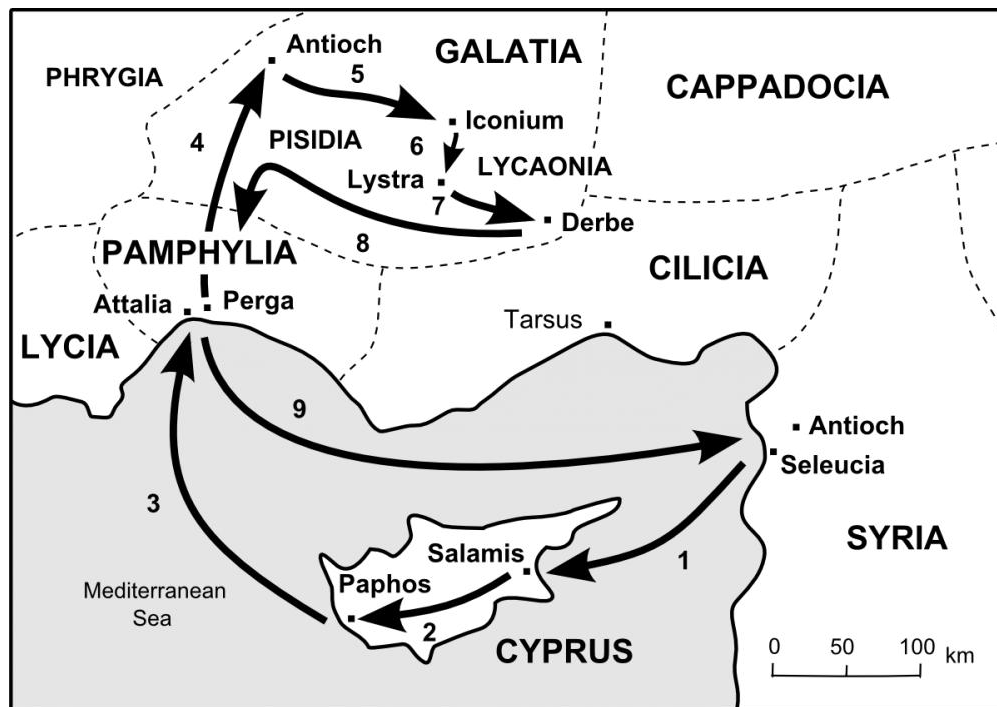 Antioch
GALATIA
PHRYGIA
5
CAPPADOCIA
Iconium
4
PISIDIA
6
LYCAONIA
Lystra
7
Derbe
8
PAMPHYLIA
CILICIA
Attalia
Perga
Tarsus
LYCIA
9
Antioch
Seleucia
3
SYRIA
Salamis
1
Paphos
Mediterranean
Sea
2
CYPRUS
0 50 100 km